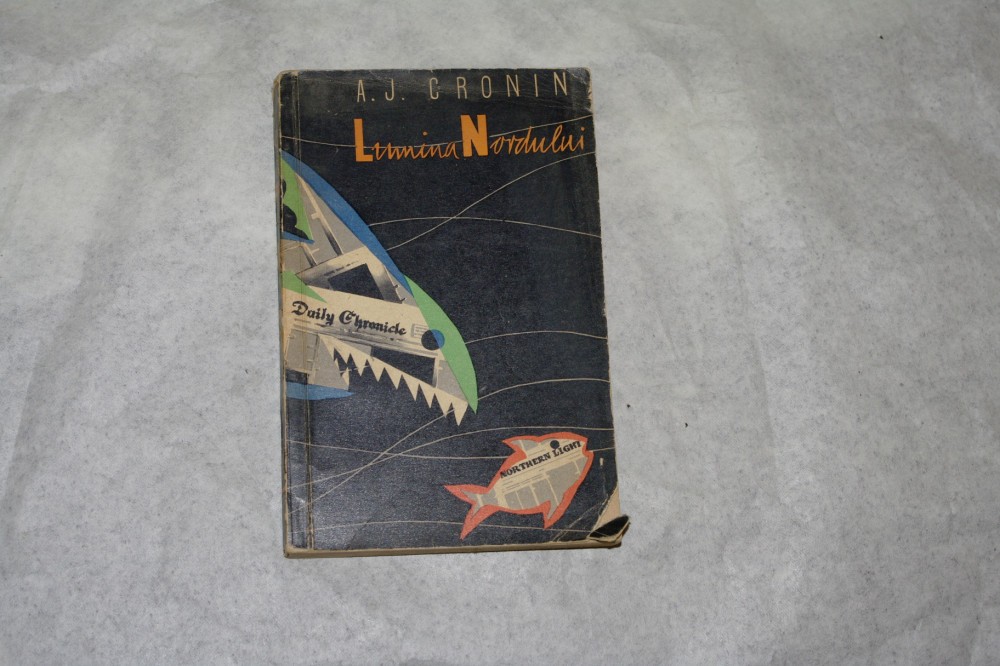 A.J. CRONIN
Lumina Nordului
Daily Chronicle
NORTHERN LIGHT